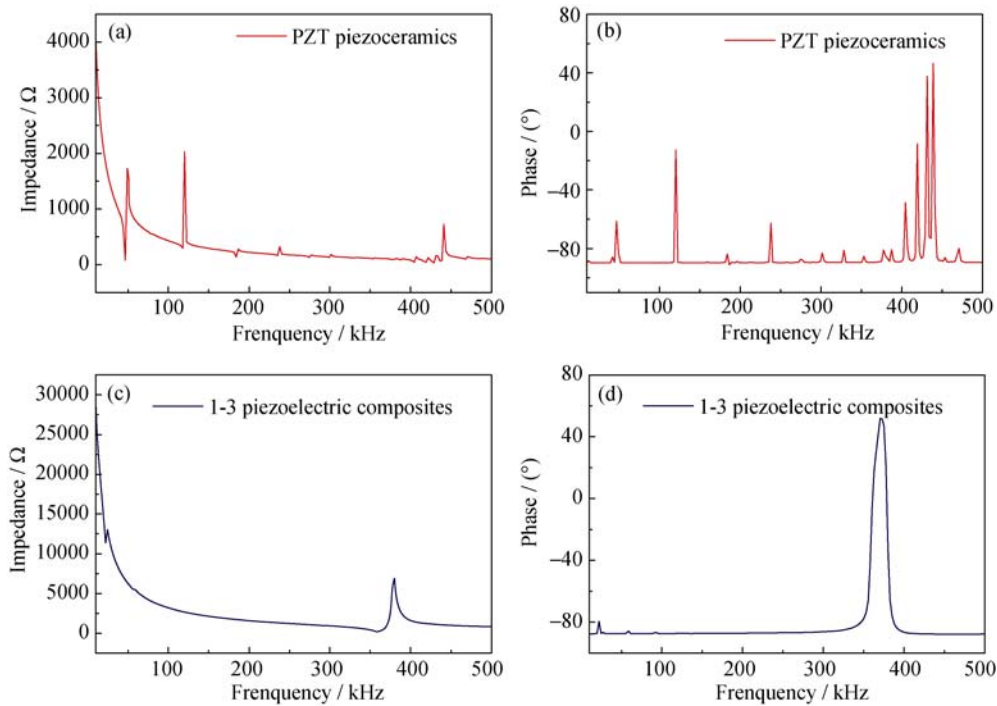 (a)
PZT piezoceramics
4000
3000
2000
1000
0
Impedance / Ω
100
200
300
400
500
Frenquency / kHz
(b)
PZT piezoceramics
80
40
0
−40
−80
Phase / (°)
100
200
300
400
500
Frenquency / kHz
(c)
1-3 piezoelectric composites
30000
25000
20000
15000
10000
5000
0
Impedance / Ω
100
200
300
400
500
Frenquency / kHz
(d)
1-3 piezoelectric composites
80
40
0
−40
−80
Phase / (°)
100
200
300
400
500
Frenquency / kHz